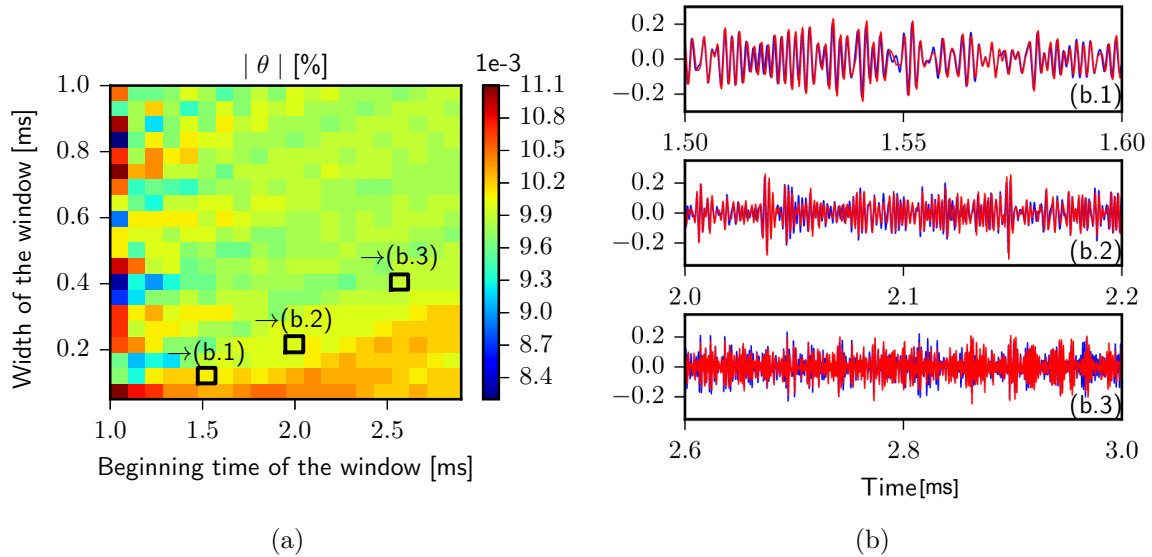 | θ | [%]
1e-3
1.0
0.8
0.6
0.4
0.2
Width of the window [ms]
→(b.3)
→(b.2)
→(b.1)
1.0 1.5 2.0 2.5
Beginning time of the window [ms]
11.1
10.8
10.5
10.2
9.9
9.6
9.3
9.0
8.7
8.4
(a)
0.2
0.0
−0.2
(b.1)
1.50 1.55 1.60
0.2
0.0
−0.2
(b.2)
2.0 2.1 2.2
0.2
0.0
−0.2
(b.3)
2.6 2.8 3.0
Time[ms]
(b)